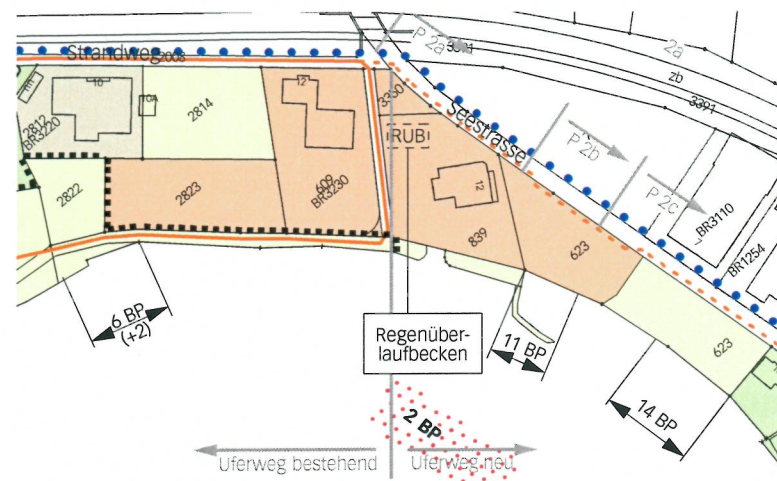 Strandweg
2008
P 2a
3391
2a
zb
3391
10
10A
2814
12
3350
RUB
Seestrasse
P 2b
P 2c
2812
BR3220
2822
2823
609
BR3230
12
839
623
BR3110
BR1254
623
6 BP
(+2)
Regenüber-
laufbecken
11 BP
14 BP
2 BP
Uferweg bestehend
Uferweg neu